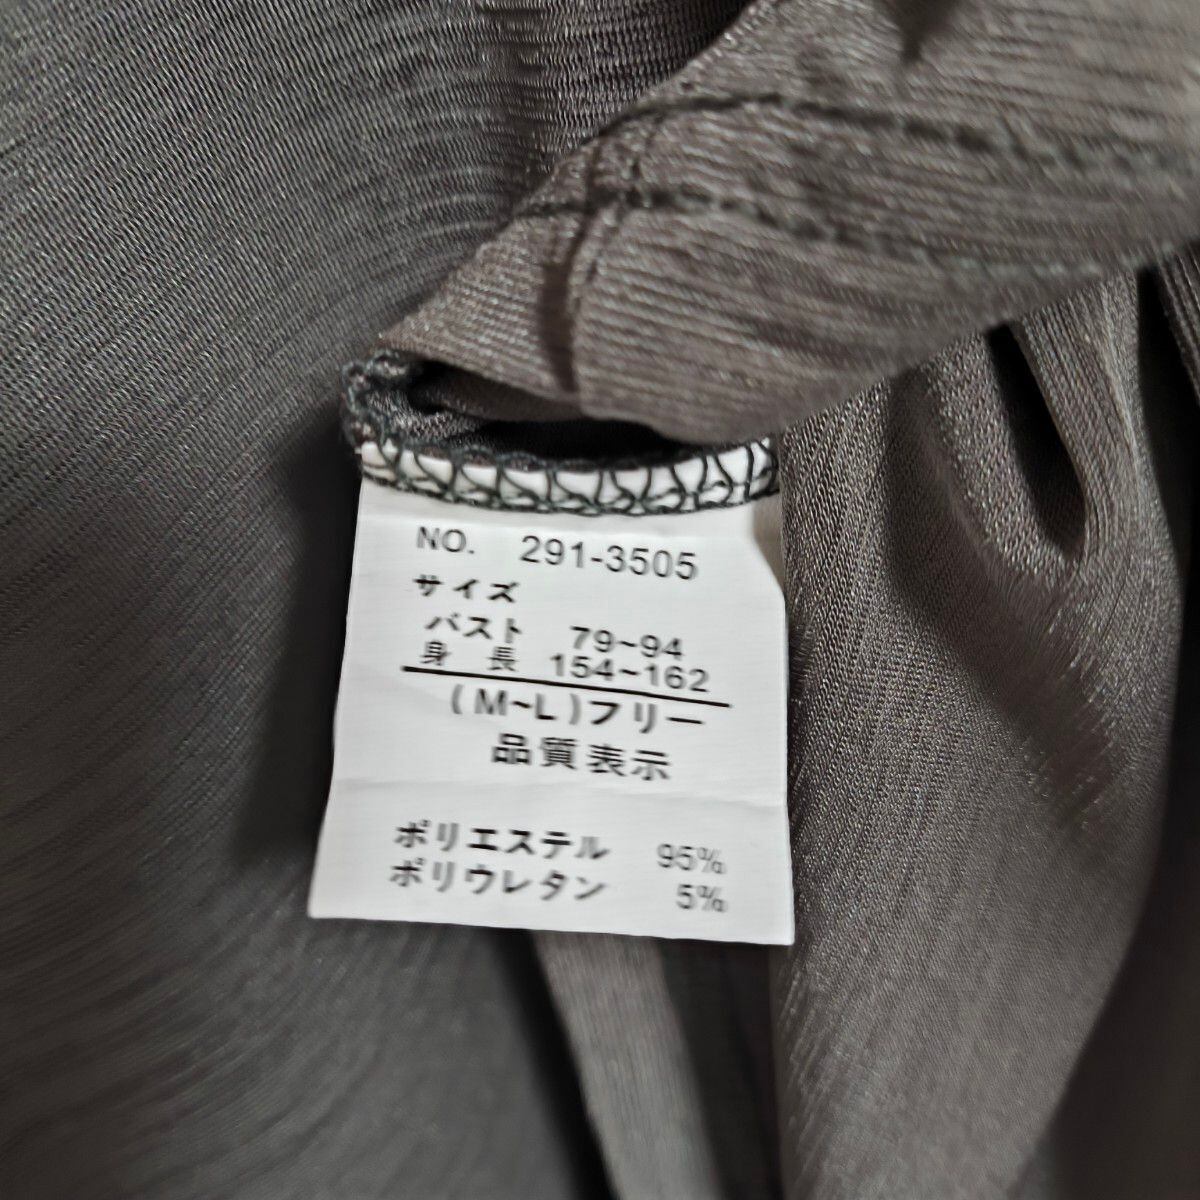 NO. 291-3505
サイズ
バスト 79~94
身長 154~162
(M~L)フリー
品質表示
ポリエステル 95%
ポリウレタン 5%